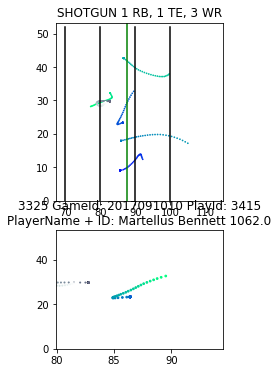 SHOTGUN 1 RB, 1 TE, 3 WR
50
40
30
20
10
0
70 80 90 100 110
3325 GameId: 2017091010 PlayId: 3415
PlayerName + ID: Martellus Bennett 1062.0
40
20
0
80 85 90